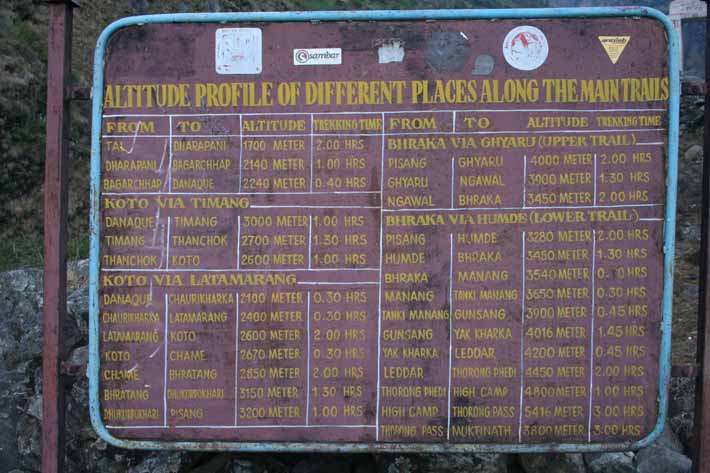 sambar
ALTITUDE PROFILE OF DIFFERENT PLACES ALONG THE MAIN TRAILS
FROM TO ALTITUDE TREKKING TIME
TAL DHARAPANI 1700 METER 2.00 HRS
DHARAPANI BAGARCHHAP 2140 METER 1.00 HRS
BAGARCHHAP DANAQUE 2240 METER 0.40 HRS
KOTO VIA TIMANG
DANAQUE TIMANG 3000 METER 1.00 HRS
TIMANG THANCHOK 2700 METER 1.30 HRS
THANCHOK KOTO 2600 METER 1.00 HRS
KOTO VIA LATAMARANG
DANAQUE CHAURIKHARKA 2100 METER 0.30 HRS
CHAURIKHARKA LATAMARANG 2400 METER 0.30 HRS
LATAMARANG KOTO 2600 METER 2.00 HRS
KOTO CHAME 2670 METER 0.30 HRS
CHAME BHRATANG 2850 METER 2.00 HRS
BHRATANG DHUKURPUKHARI 3150 METER 1.30 HRS
DHUKURPUKHARI PISANG 3200 METER 1.00 HRS
FROM TO ALTITUDE TREKKING TIME
BHRAKA VIA GHYARU (UPPER TRAIL)
PISANG GHYARU 4000 METER 2.00 HRS
GHYARU NGAWAL 3900 METER 1.30 HRS
NGAWAL BHRAKA 3450 METER 2.00 HRS
BHRAKA VIA HUMDE (LOWER TRAIL)
PISANG HUMDE 3280 METER 2.00 HRS
HUMDE BHRAKA 3450 METER 1.30 HRS
BHRAKA MANANG 3540 METER HRS
MANANG TANKI MANANG 3650 METER 0.30 HRS
TANKI MANANG GUNSANG 3900 METER 0.45 HRS
GUNSANG YAK KHARKA 4016 METER 1.45 HRS
YAK KHARKA LEDDAR 4200 METER 0.45 HRS
LEDDAR THORONG PHEDI 4450 METER 2.00 HRS
THORONG PHEDI HIGH CAMP 4800 METER 1.00 HRS
HIGH CAMP THORONG PASS 5416 METER 3.00 HRS
THORONG PASS MUKTINATH 3800 METER 3.00 HRS